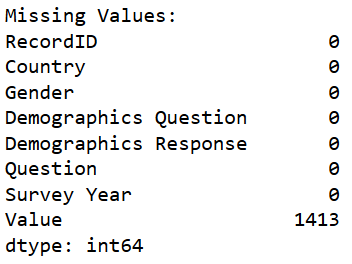 Missing Values:
RecordID 0
Country 0
Gender 0
Demographics Question 0
Demographics Response 0
Question 0
Survey Year 0
Value 1413
dtype: int64